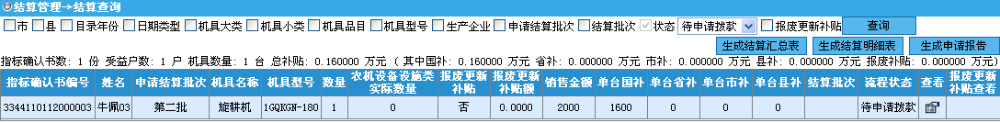 结算管理→结算查询
市 县 目录年份 日期类型 机具大类 机具小类 机具品目 机具型号 生产企业 申请结算批次 结算批次 状态 待申请拨款 报废更新补贴 查询
生成结算汇总表 生成结算明细表 生成申请报告
指标确认书数: 1 份 受益户数: 1 户 机具数量: 1 台 总补贴: 0.160000 万元 ( 其中国补: 0.160000 万元 省补: 0.000000 万元 市补: 0.000000 万元 县补: 0.000000 万元 报废补贴: 0.000000 万元)
指标确认书编号 姓名 申请结算批次 机具名称 机具型号 数量 农机设备设施类实际数量 报废更新补贴 报废更新补贴额 销售金额 单台国补 单台省补 单台市补 单台县补 结算批次 流程状态 查看 报废更新补贴查看
3344110112000003 牛佩03 第二批 旋耕机 1GQKGN-180 1 0 否 0.0000 2000 1600 0 0 0 待申请拨款